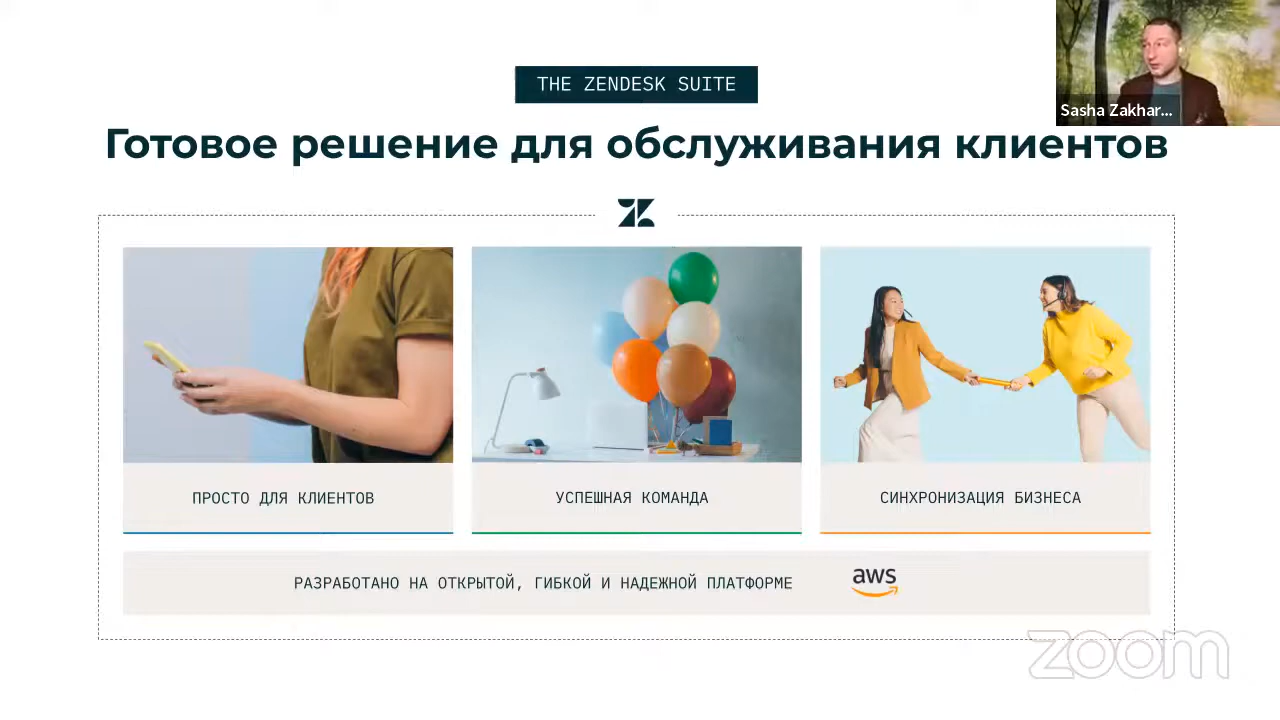 THE ZENDESK SUITE
Sasha Zakhar...
Готовое решение для обслуживания клиентов
ПРОСТО ДЛЯ КЛИЕНТОВ
УСПЕШНАЯ КОМАНДА
СИНХРОНИЗАЦИЯ БИЗНЕСА
РАЗРАБОТАНО НА ОТКРЫТОЙ, ГИБКОЙ И НАДЕЖНОЙ ПЛАТФОРМЕ
aws
zoom